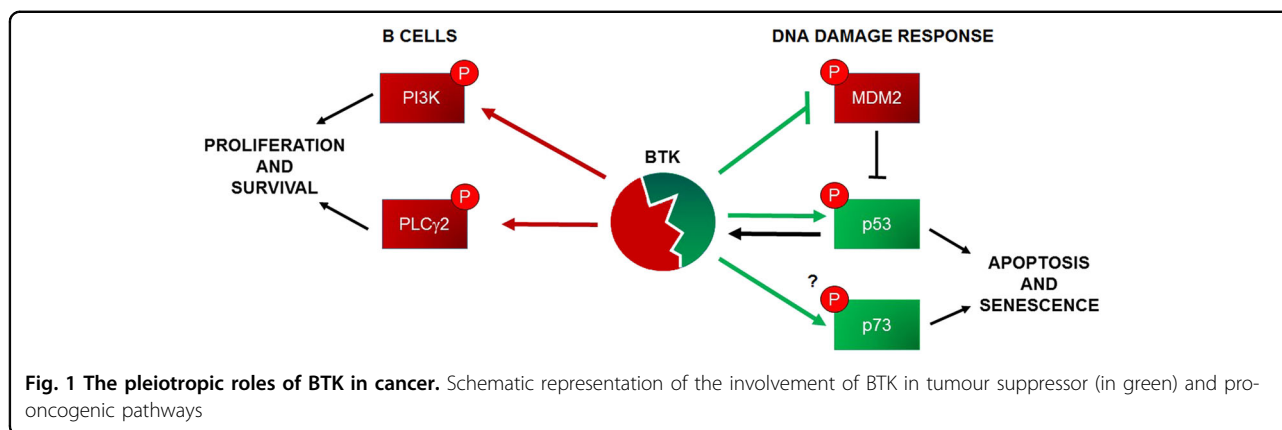 B CELLS
DNA DAMAGE RESPONSE
P
PI3K
P
MDM2
PROLIFERATION
AND
SURVIVAL
BTK
P
PLCγ2
P
p53
APOPTOSIS
AND
SENESCENCE
?
P
p73
Fig. 1 The pleiotropic roles of BTK in cancer. Schematic representation of the involvement of BTK in tumour suppressor (in green) and pro-
oncogenic pathways